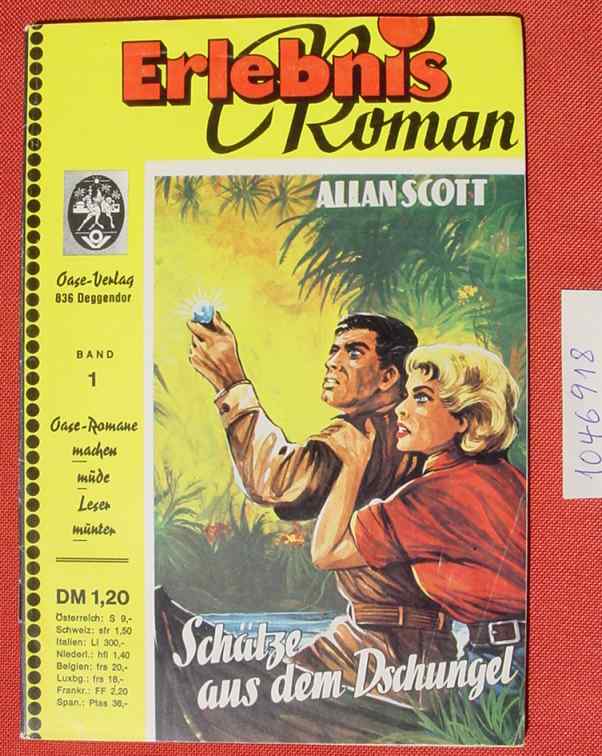 Erlebnis
Roman
ALLAN SCOTT
Oase-Verlag
836 Deggendor
BAND
1
Oase-Romane
machen
müde
Leser
münter
DM 1,20
Österreich: S 9,-
Schweiz: sfr 1,50
Italien: LI 300,-
Niederl.: hfl 1,40
Belgien: frs 20,-
Luxbg.: frs 18,-
Frankr.: FF 2,20
Span.: Ptas 36,-
Schätze
aus dem Dschungel
1046918